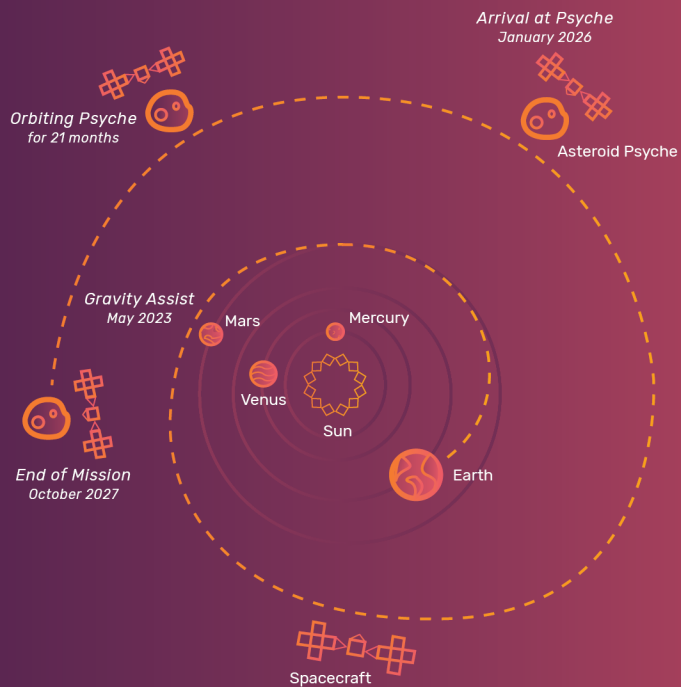 Arrival at Psyche
January 2026
Orbiting Psyche
for 21 months
Asteroid Psyche
Gravity Assist
May 2023
Mars
Mercury
Venus
Sun
End of Mission
October 2027
Earth
Spacecraft